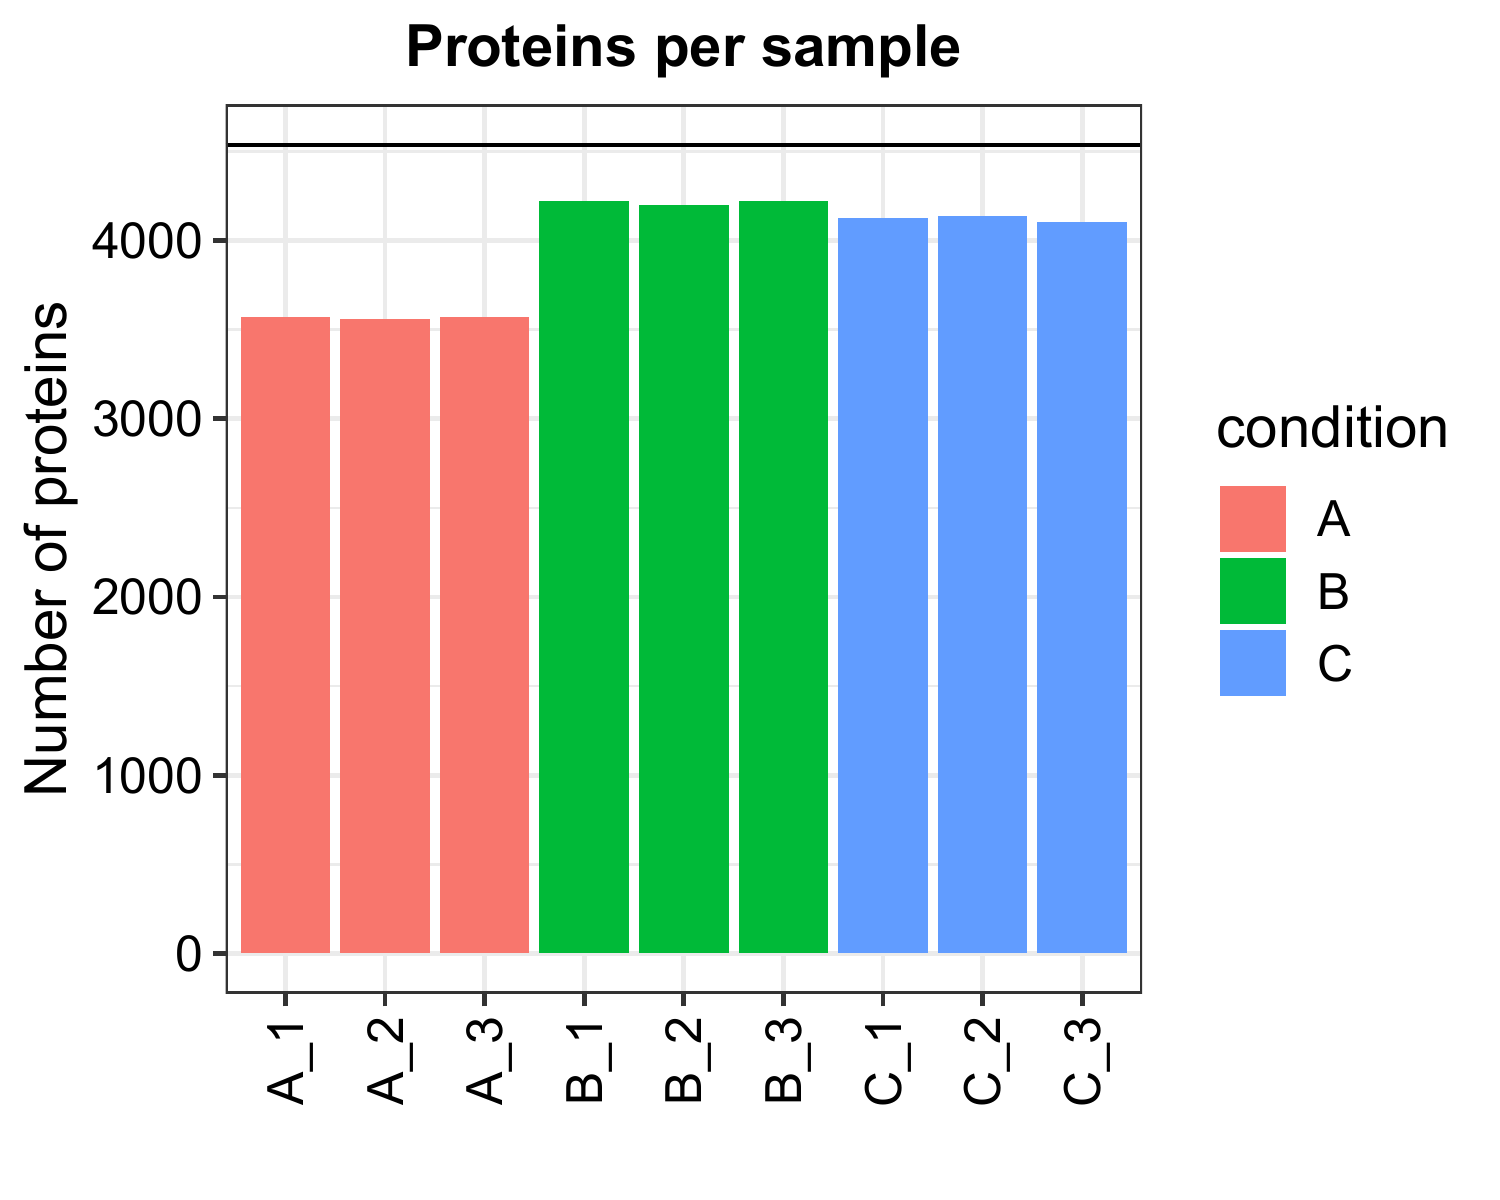 Proteins per sample
Number of proteins
4000
3000
2000
1000
0
A_1
A_2
A_3
B_1
B_2
B_3
C_1
C_2
C_3
condition
A
B
C